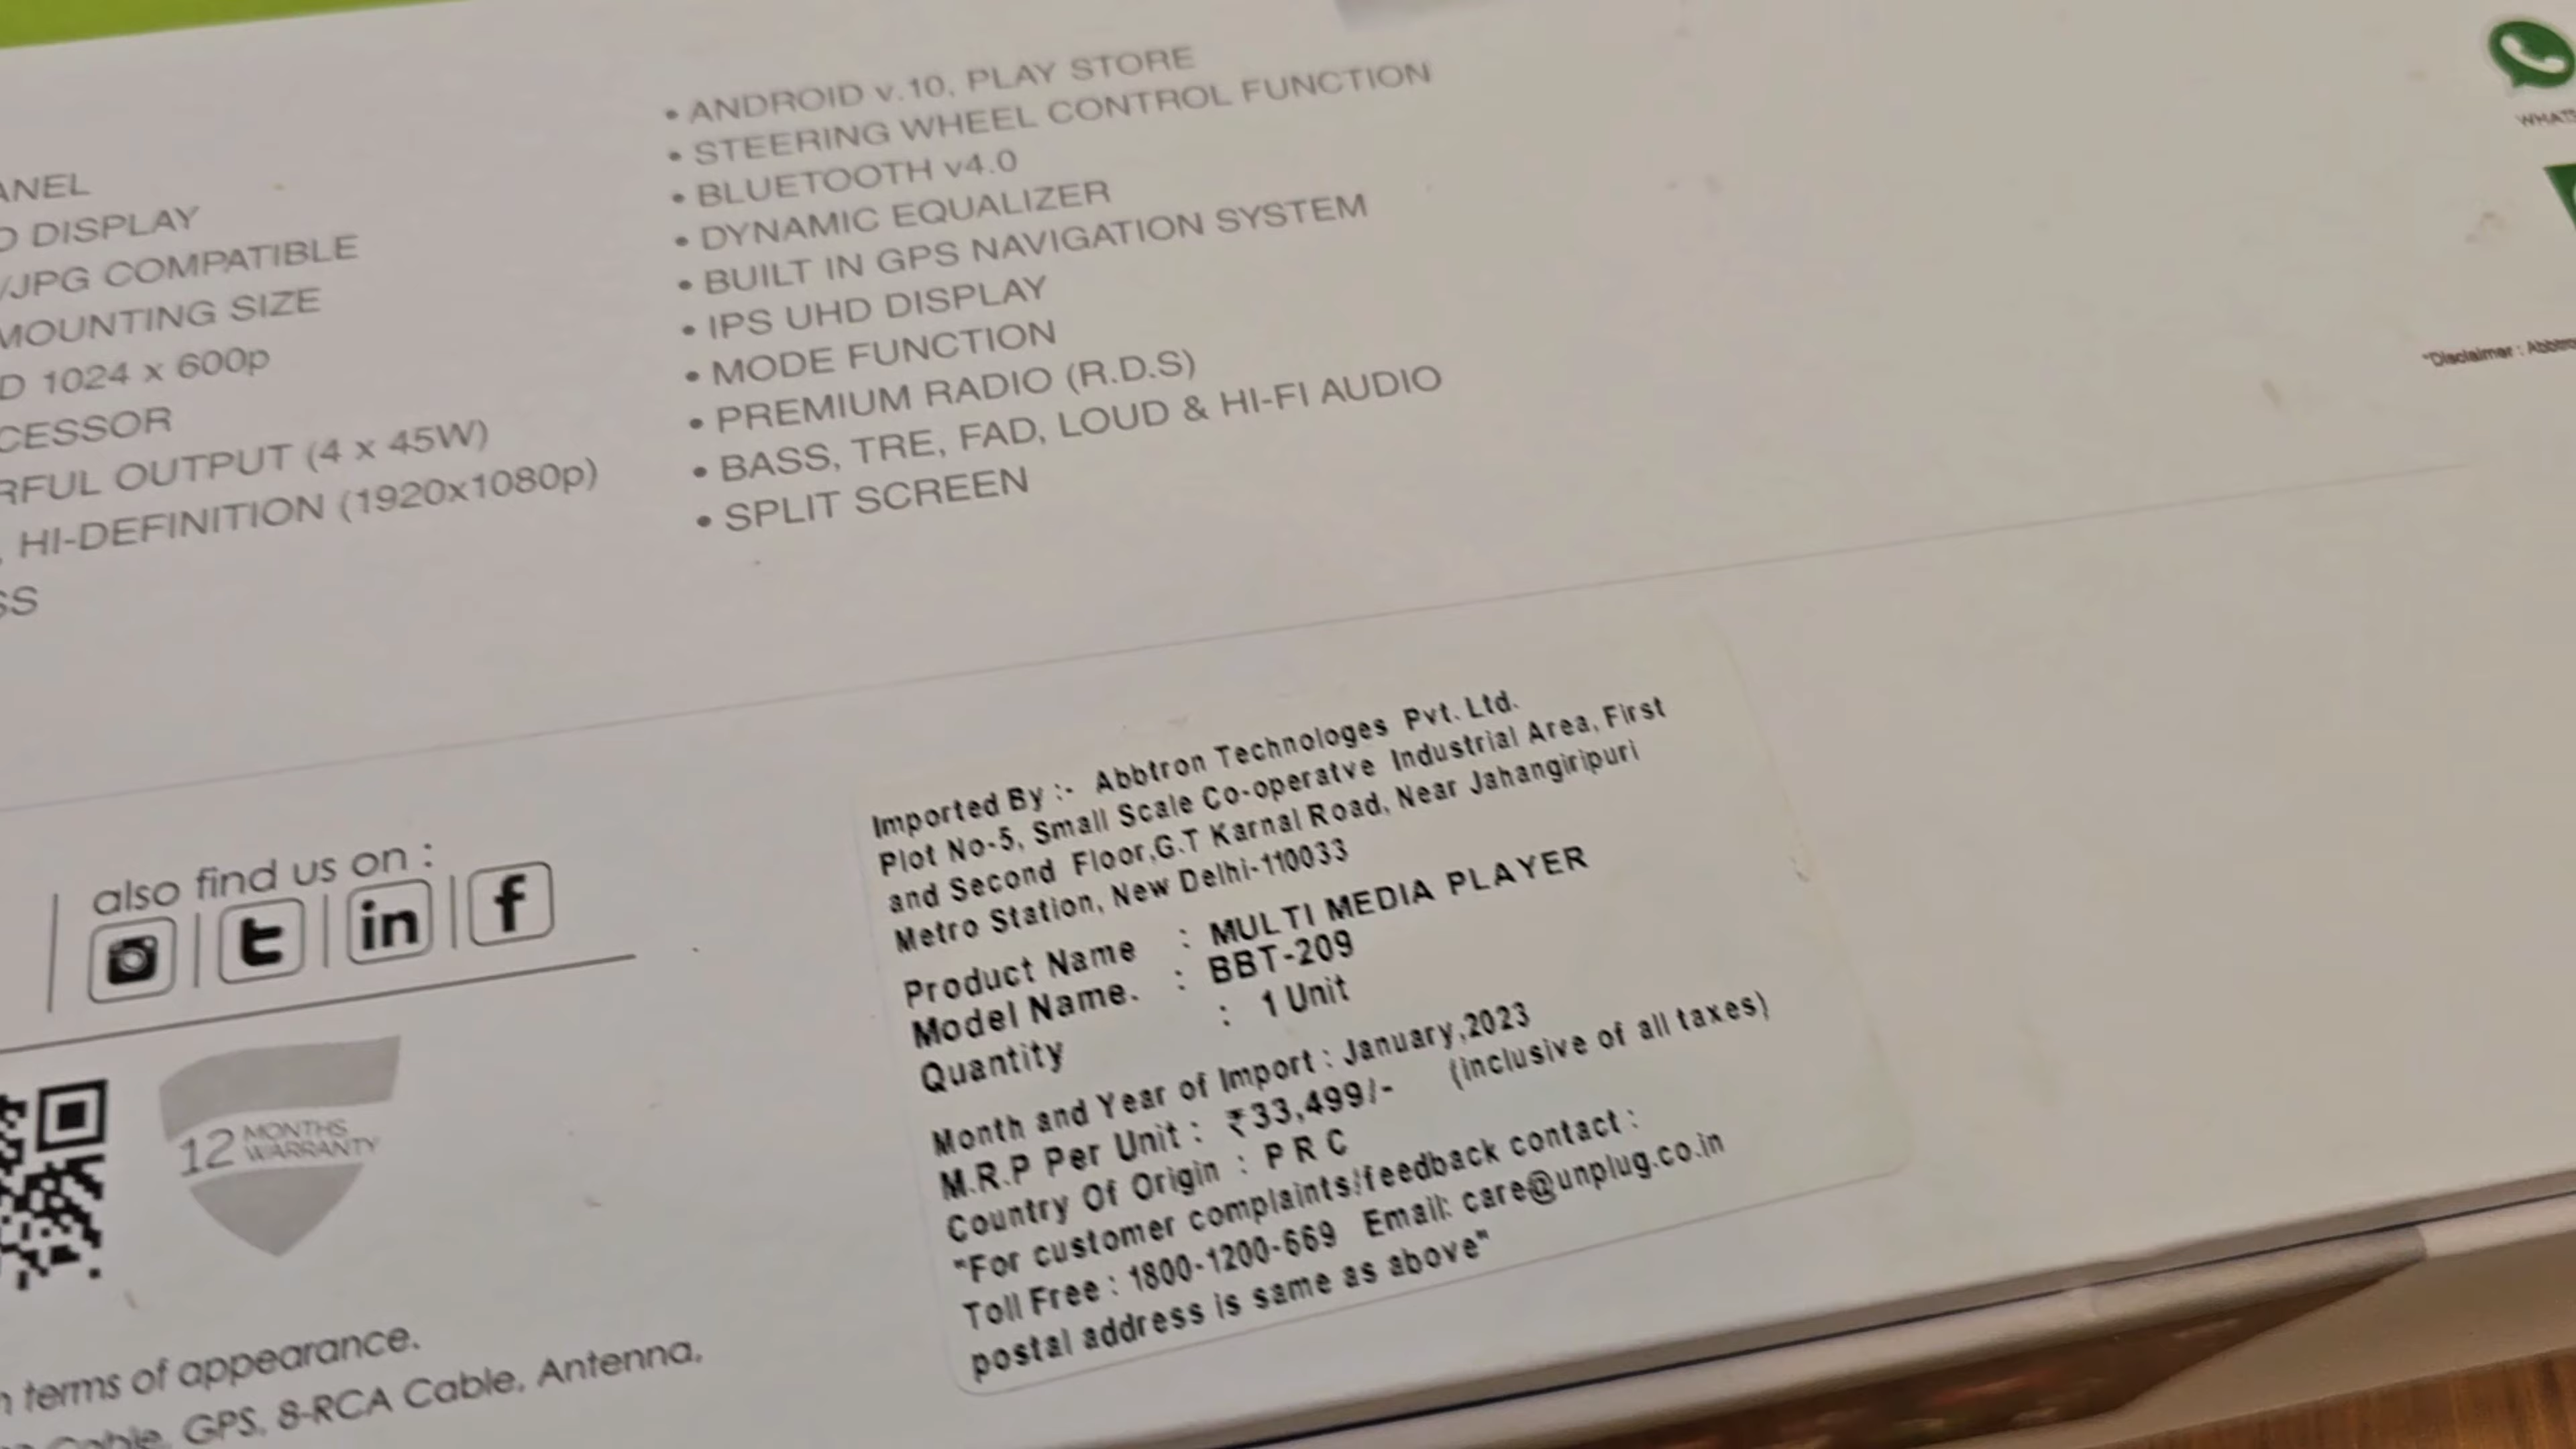 ANEL
DISPLAY
/JPG COMPATIBLE
MOUNTING SIZE
D 1024 x 600p
CESSOR
RFUL OUTPUT (4 x 45W)
, HI-DEFINITION (1920x1080p)
SS
• ANDROID v.10, PLAY STORE
• STEERING WHEEL CONTROL FUNCTION
• BLUETOOTH v4.0
• DYNAMIC EQUALIZER
• BUILT IN GPS NAVIGATION SYSTEM
• IPS UHD DISPLAY
• MODE FUNCTION
• PREMIUM RADIO (R.D.S)
• BASS, TRE, FAD, LOUD & HI-FI AUDIO
• SPLIT SCREEN
WHATS
*Disclaimer : Abbtro
also find us on :
t in f
12 MONTHS
WARRANTY
Imported By :- Abbtron Technologes Pvt. Ltd.
Plot No-5, Small Scale Co-operatve Industrial Area, First
and Second Floor,G.T Karnal Road, Near Jahangiripuri
Metro Station, New Delhi-110033
Product Name : MULTI MEDIA PLAYER
Model Name. : BBT-209
Quantity : 1 Unit
Month and Year of Import : January,2023
M.R.P Per Unit : ₹33,499/- (inclusive of all taxes)
Country Of Origin : P R C
"For customer complaints/feedback contact :
Toll Free : 1800-1200-669 Email: care@unplug.co.in
postal address is same as above"
n terms of appearance.
Cable, GPS, 8-RCA Cable, Antenna,